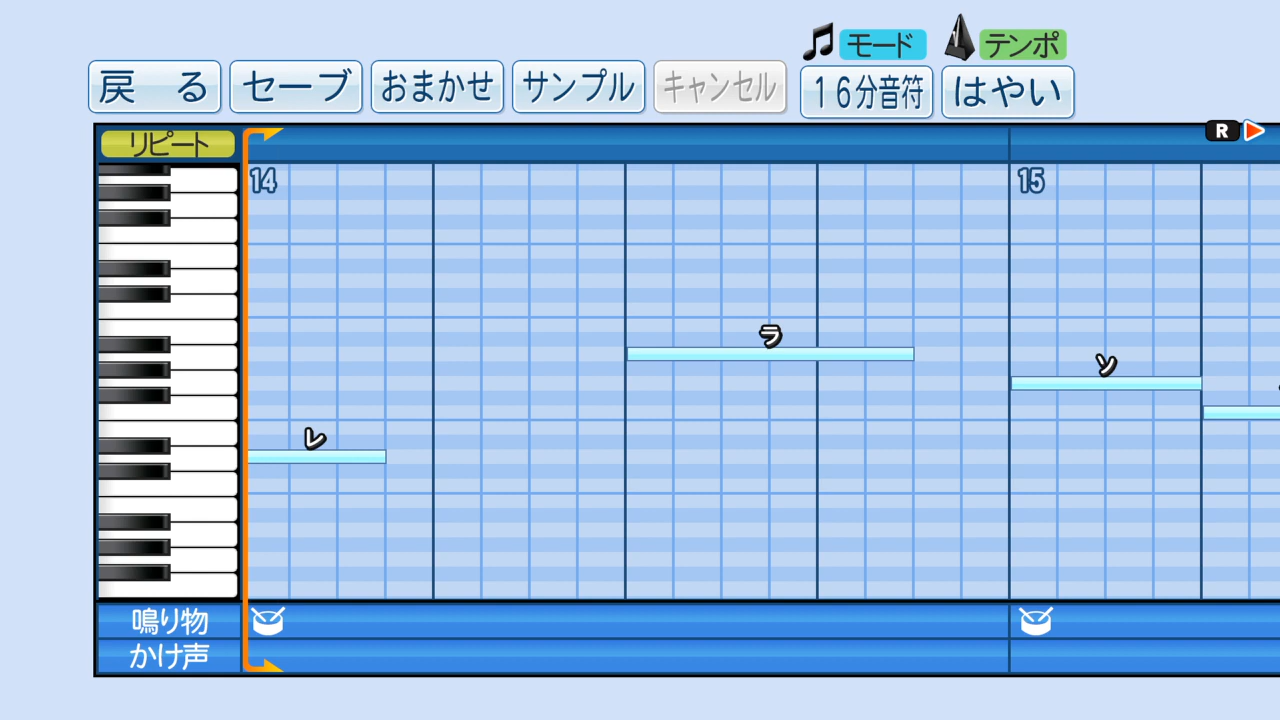 モード テンポ
戻 る セーブ おまかせ サンプル キャンセル 16分音符 はやい
リピート R
14 15
ラ
ソ
レ
鳴り物
かけ声